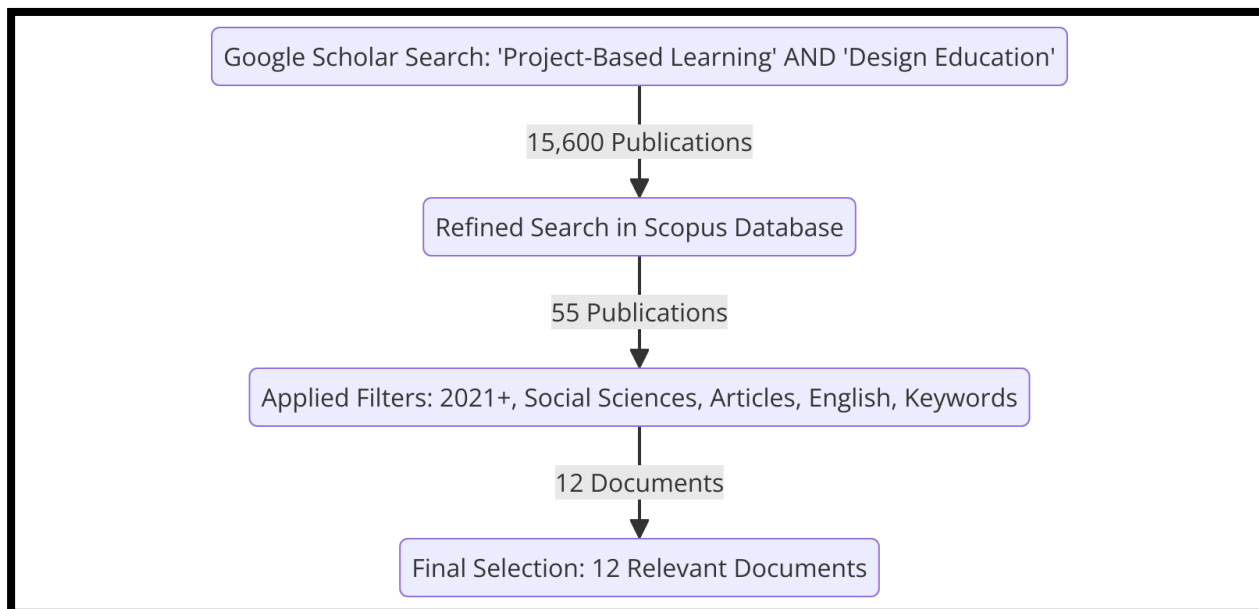 Google Scholar Search: 'Project-Based Learning' AND 'Design Education'
15,600 Publications
Refined Search in Scopus Database
55 Publications
Applied Filters: 2021+, Social Sciences, Articles, English, Keywords
12 Documents
Final Selection: 12 Relevant Documents